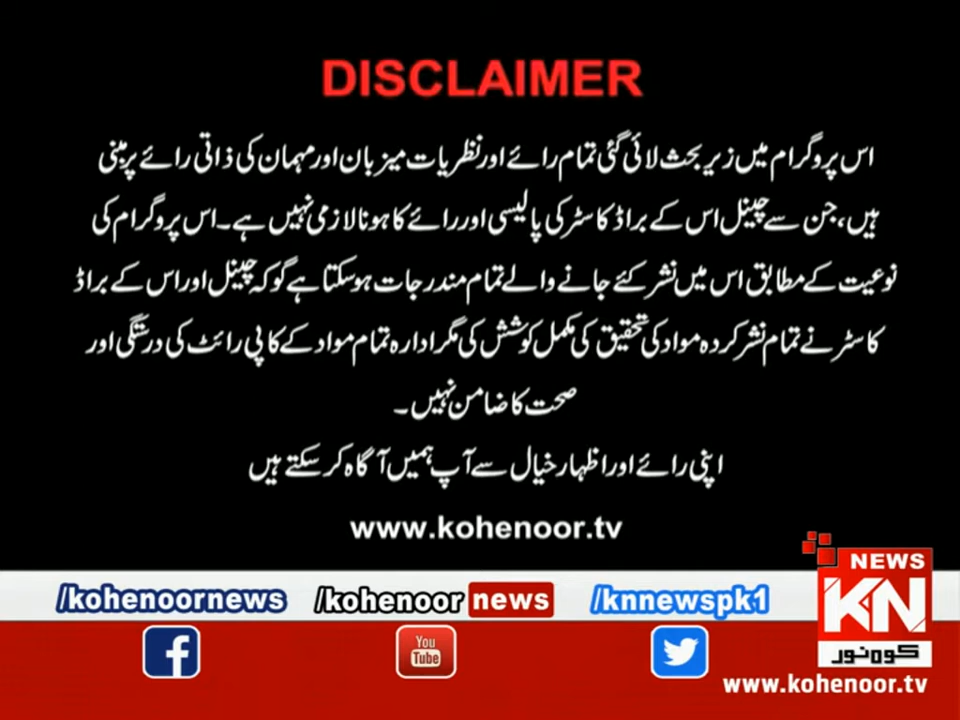 DISCLAIMER
اس پروگرام میں زیرِ بحث لائی گئی تمام رائے اور نظریات میزبان اور مہمان کی ذاتی رائے پر مبنی
ہیں، جن سے چینل اس کے براڈ کاسٹر کی پالیسی اور رائے کا ہونا لازمی نہیں ہے۔ اس پروگرام کی
نوعیت کے مطابق اس میں نشر کئے جانے والے تمام مندرجات ہو سکتا ہے گو کہ چینل اور اس کے براڈ
کاسٹر نے تمام نشر کردہ مواد کی تحقیق کی مکمل کوشش کی مگر ادارہ تمام مواد کے کاپی رائٹ کی درستگی اور
صحت کا ضامن نہیں۔
اپنی رائے اور اظہار خیال سے آپ ہمیں آگاہ کر سکتے ہیں
www.kohenoor.tv
/kohenoornews /kohenoor news /knnewspk1
f You Tube
NEWS
KN
کوہ نور
www.kohenoor.tv